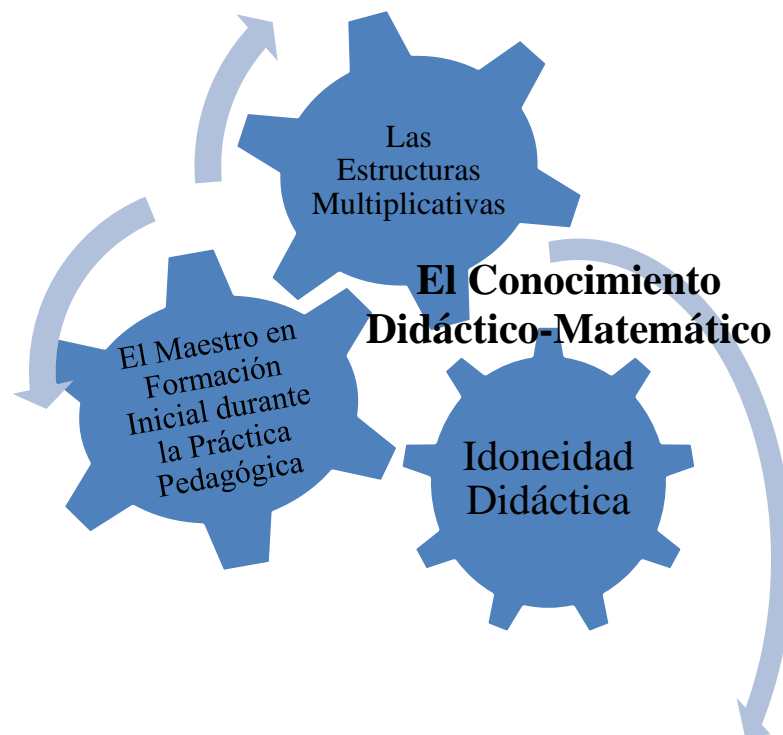 Las
Estructuras
Multiplicativas
El Conocimiento
Didáctico-Matemático
El Maestro en
Formación
Inicial durante
la Práctica
Pedagógica
Idoneidad
Didáctica